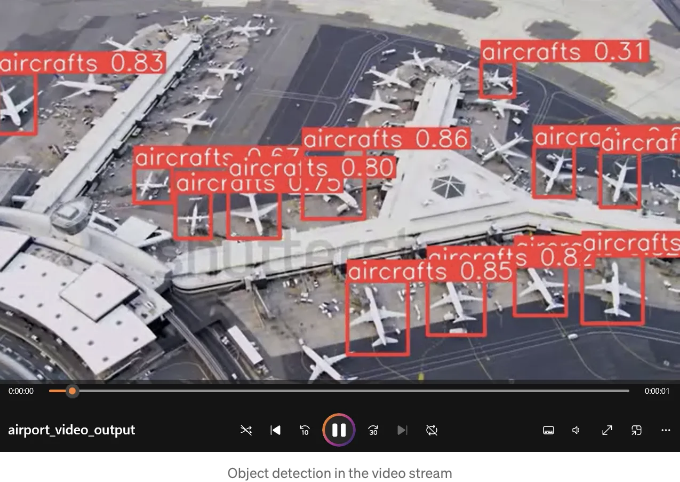 aircrafts 0.83
aircrafts 0.31
aircrafts 0.86
aircrafts 0.67
aircrafts 0.80
aircrafts 0.75
aircrafts
aircrafts 0.85
aircrafts 0.82
aircrafts
0:00:00
0:00:01
airport_video_output
10
30
Object detection in the video stream